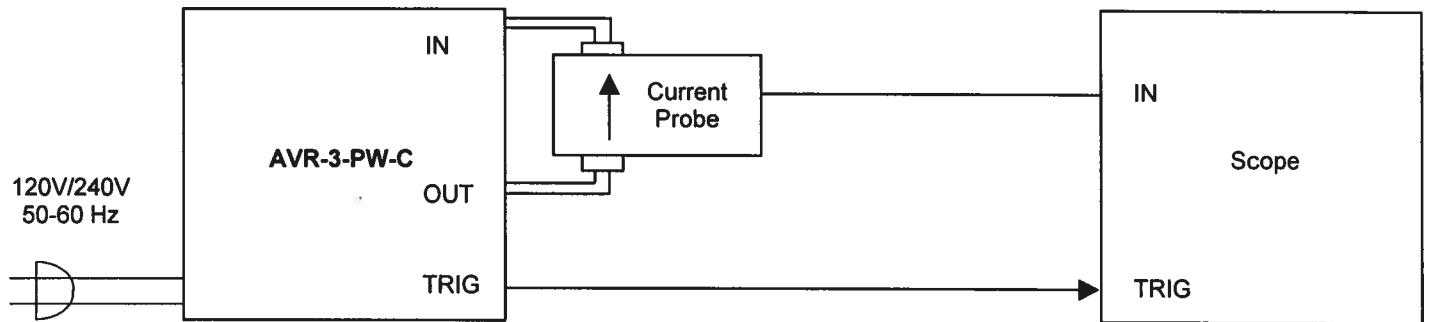 IN
Current
Probe
IN
AVR-3-PW-C
Scope
120V/240V
50-60 Hz
OUT
TRIG
TRIG